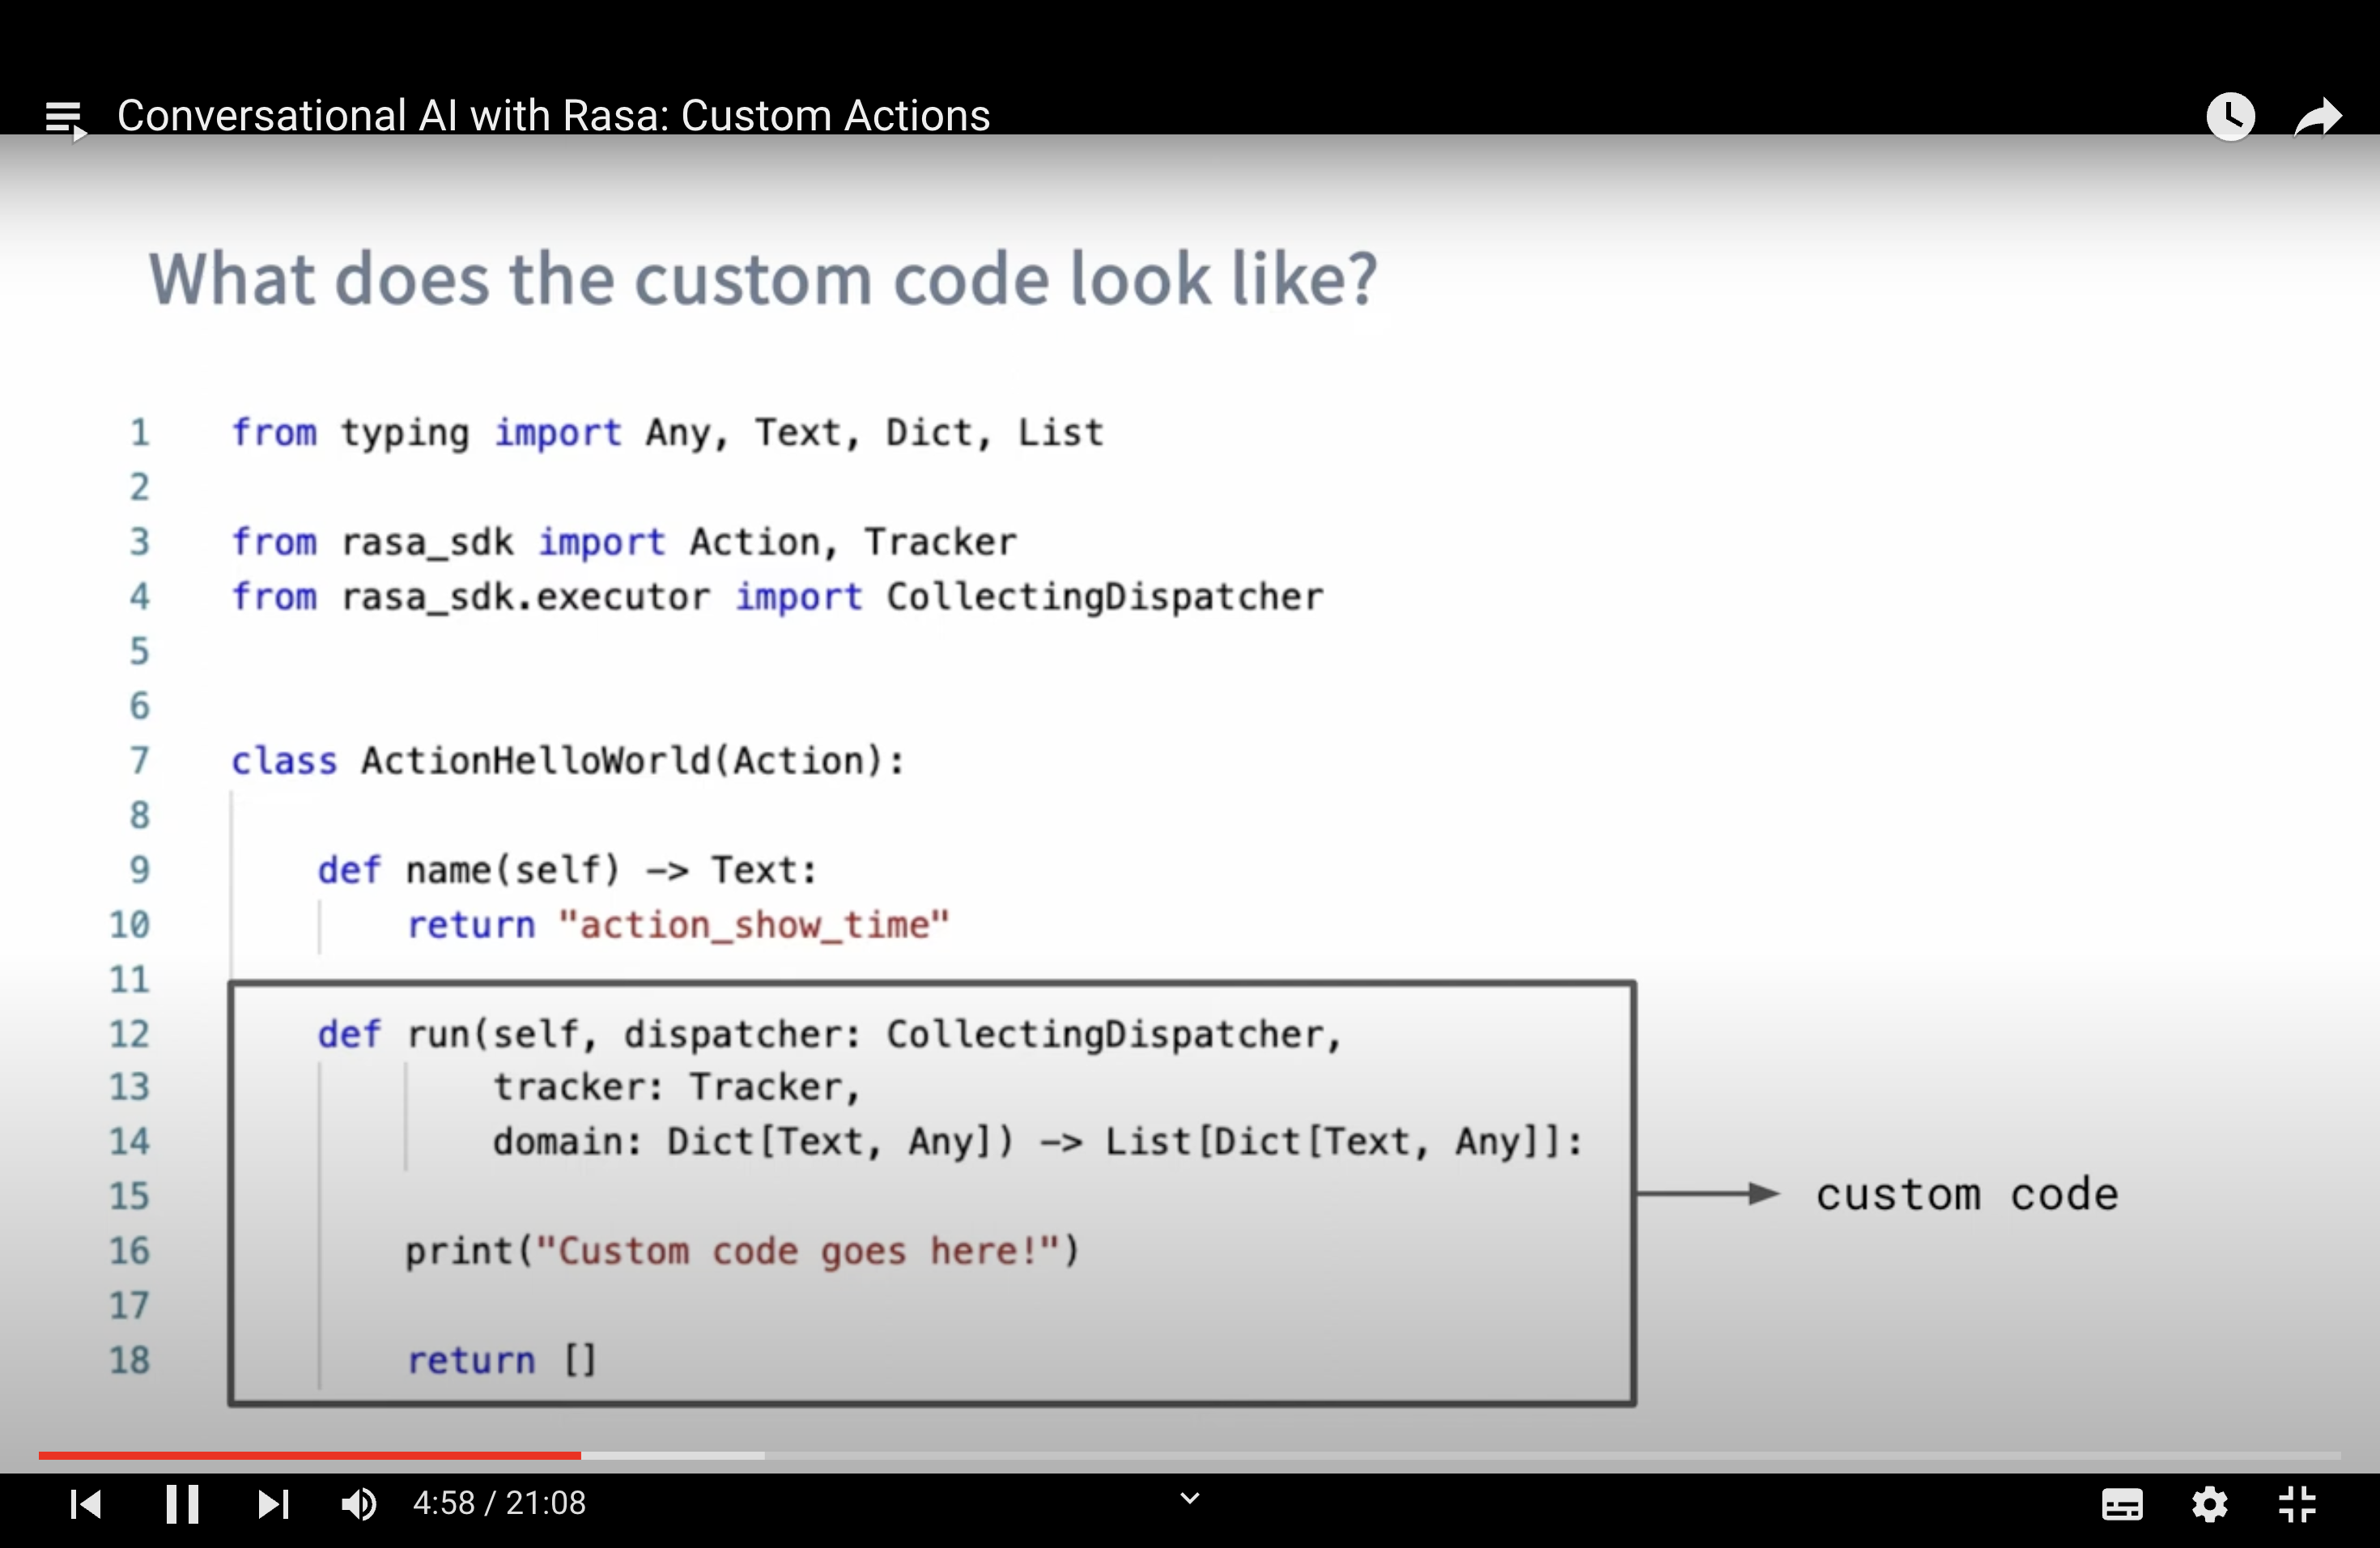 Conversational AI with Rasa: Custom Actions
What does the custom code look like?
1 from typing import Any, Text, Dict, List
2
3 from rasa_sdk import Action, Tracker
4 from rasa_sdk.executor import CollectingDispatcher
5
6
7 class ActionHelloWorld(Action):
8
9 def name(self) -> Text:
10 return "action_show_time"
11
12 def run(self, dispatcher: CollectingDispatcher,
13 tracker: Tracker,
14 domain: Dict[Text, Any]) -> List[Dict[Text, Any]]:
15
16 print("Custom code goes here!")
17
18 return []
custom code
4:58 / 21:08